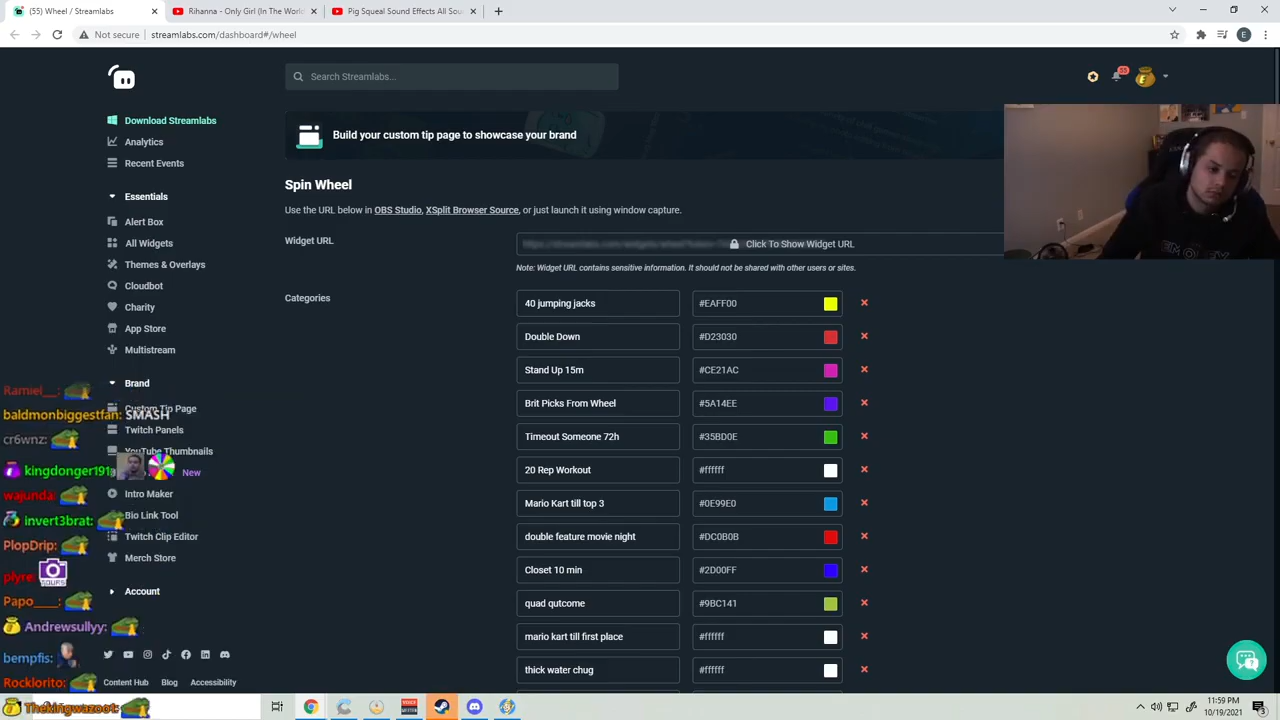 (55) Wheel / Streamlabs
Rihanna - Only Girl (In The World
Pig Squeal Sound Effects All Sou
Not secure
streamlabs.com/dashboard#/wheel
E
Search Streamlabs...
55
Download Streamlabs
Analytics
Recent Events
Essentials
Alert Box
All Widgets
Themes & Overlays
Cloudbot
Charity
App Store
Multistream
Brand
Custom Tip Page
Twitch Panels
YouTube Thumbnails
New
Intro Maker
Bio Link Tool
Twitch Clip Editor
Merch Store
Account
Content Hub Blog Accessibility
Build your custom tip page to showcase your brand
Spin Wheel
Use the URL below in OBS Studio, XSplit Browser Source, or just launch it using window capture.
Widget URL
Click To Show Widget URL
Note: Widget URL contains sensitive information. It should not be shared with other users or sites.
Categories
40 jumping jacks #EAFF00
Double Down #D23030
Stand Up 15m #CE21AC
Brit Picks From Wheel #5A14EE
Timeout Someone 72h #35BD0E
20 Rep Workout #ffffff
Mario Kart till top 3 #0E99E0
double feature movie night #DC0B0B
Closet 10 min #2D00FF
quad qutcome #9BC141
mario kart till first place #ffffff
thick water chug #ffffff
Ramiel__:
baldmonbiggestfan: SMASH
cr6wnz:
kingdonger191:
wajunda:
invert3brat:
PlopDrip:
plyre:
Papo____:
Andrewsullyy:
bempfis:
Rocklorito:
Thekingwazoot:
11:59 PM
10/19/2021
3